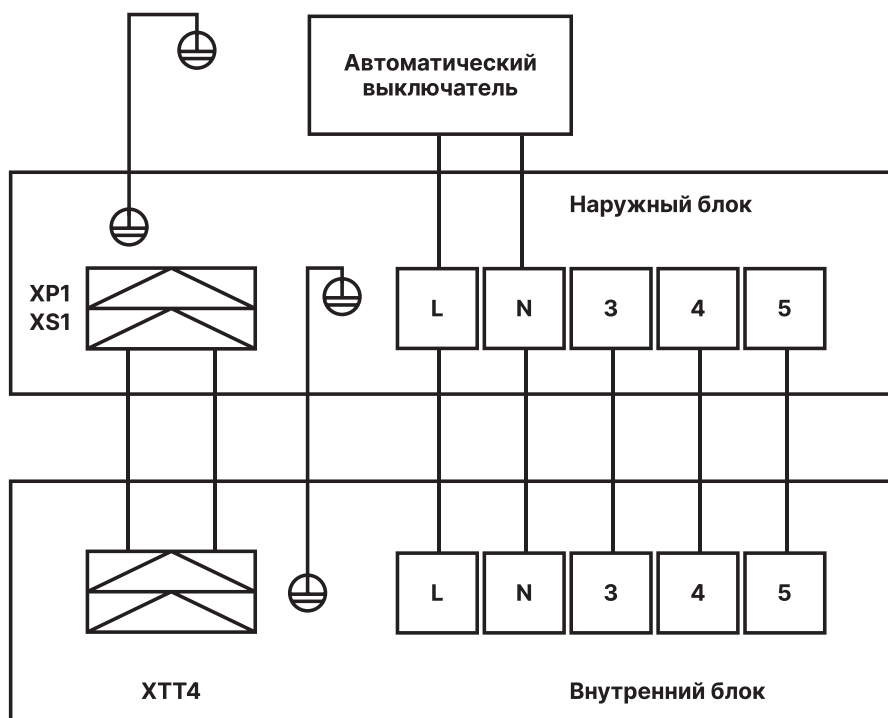 Автоматический
выключатель
Наружный блок
XP1
XS1
L
N
3
4
5
L
N
3
4
5
XTT4
Внутренний блок